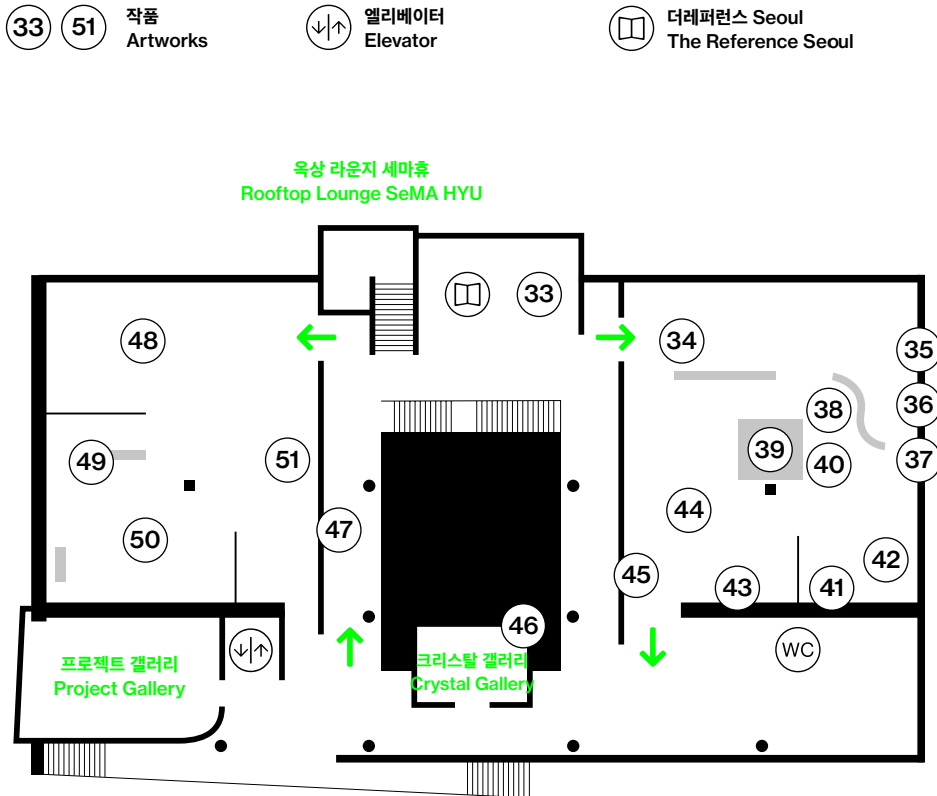 33 51 작품
Artworks
엘리베이터
Elevator
더레퍼런스 Seoul
The Reference Seoul
옥상 라운지 세마휴
Rooftop Lounge SeMA HYU
33
48
34
35
36
38
37
39
40
49
51
44
47
50
42
45
43
41
46
프로젝트 갤러리
Project Gallery
크리스탈 갤러리
Crystal Gallery
WC